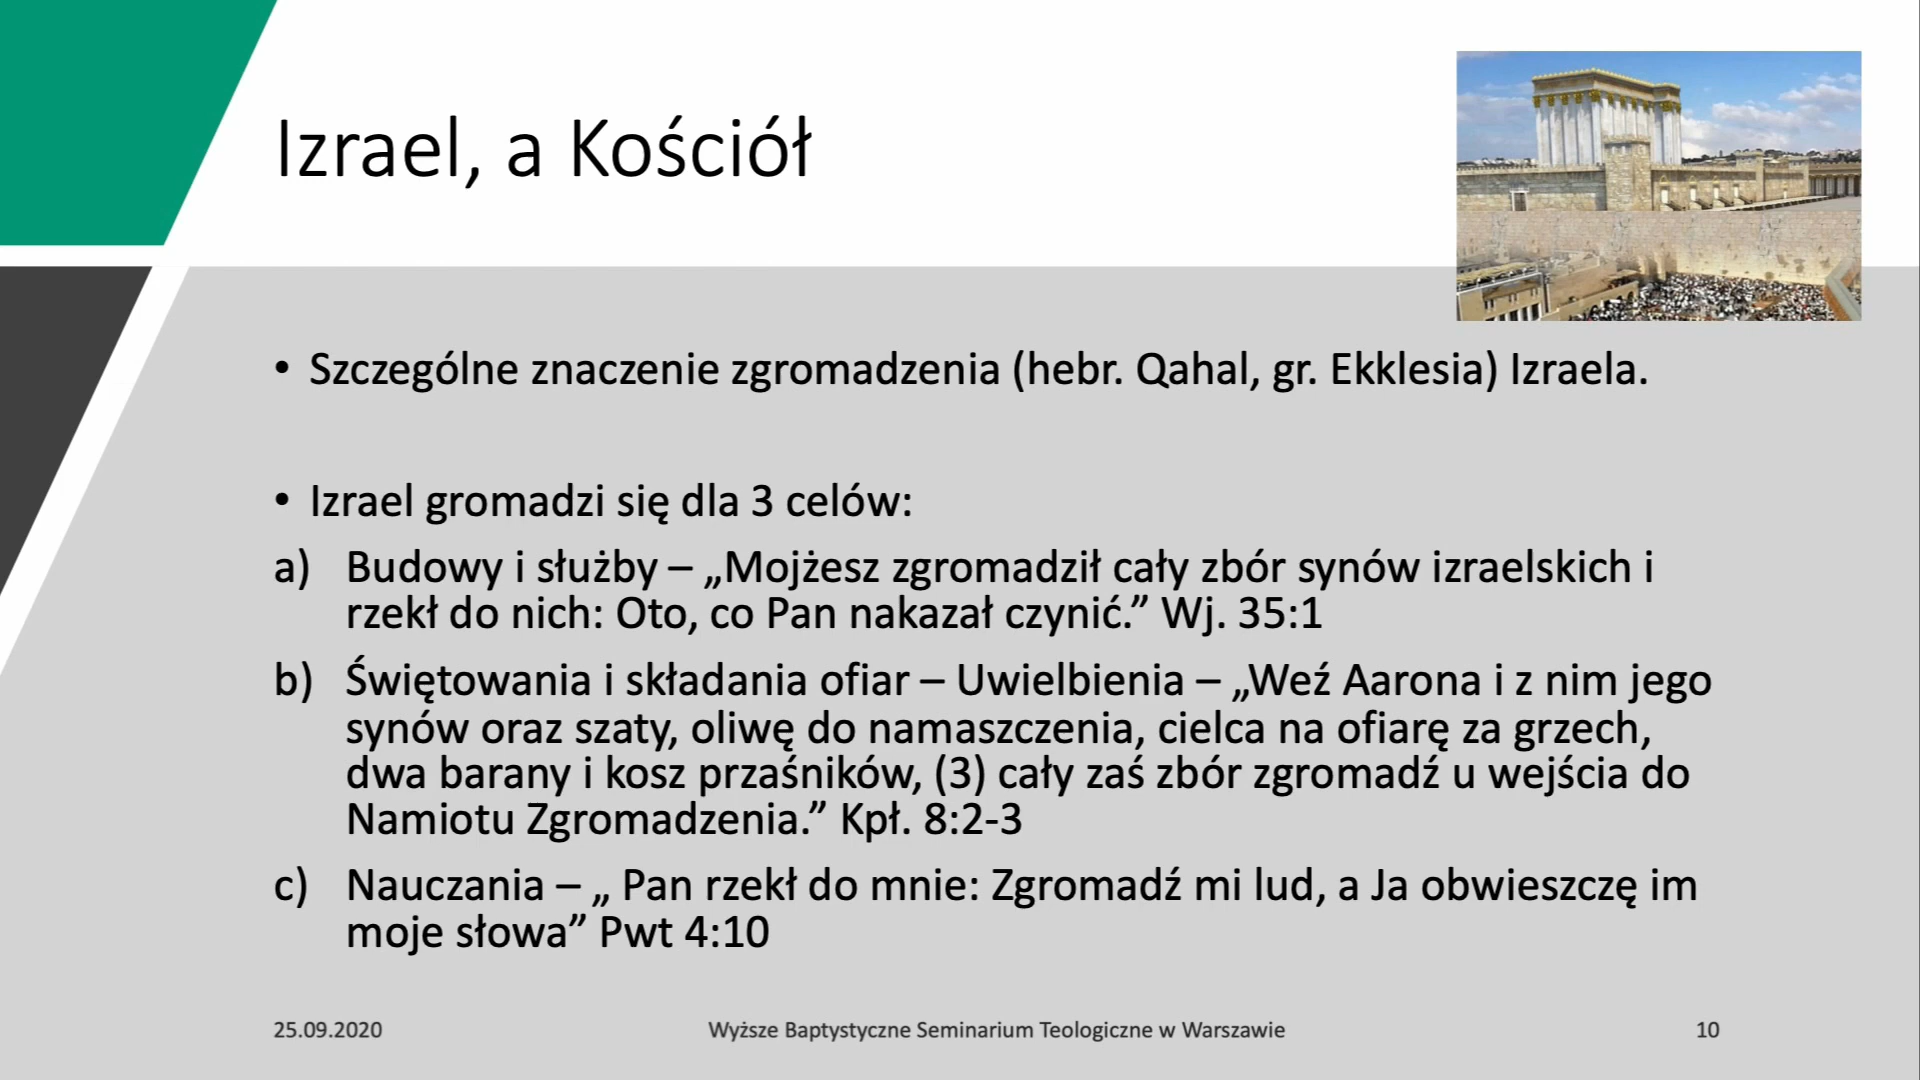 Izrael, a Kościół
• Szczególne znaczenie zgromadzenia (hebr. Qahal, gr. Ekklesia) Izraela.
• Izrael gromadzi się dla 3 celów:
a) Budowy i służby – „Mojżesz zgromadził cały zbór synów izraelskich i
rzekł do nich: Oto, co Pan nakazał czynić.” Wj. 35:1
b) Świętowania i składania ofiar – Uwielbienia – „Weź Aarona i z nim jego
synów oraz szaty, oliwę do namaszczenia, cielca na ofiarę za grzech,
dwa barany i kosz przaśników, (3) cały zaś zbór zgromadź u wejścia do
Namiotu Zgromadzenia.” Kpł. 8:2-3
c) Nauczania – „ Pan rzekł do mnie: Zgromadź mi lud, a Ja obwieszczę im
moje słowa” Pwt 4:10
25.09.2020
Wyższe Baptystyczne Seminarium Teologiczne w Warszawie
10